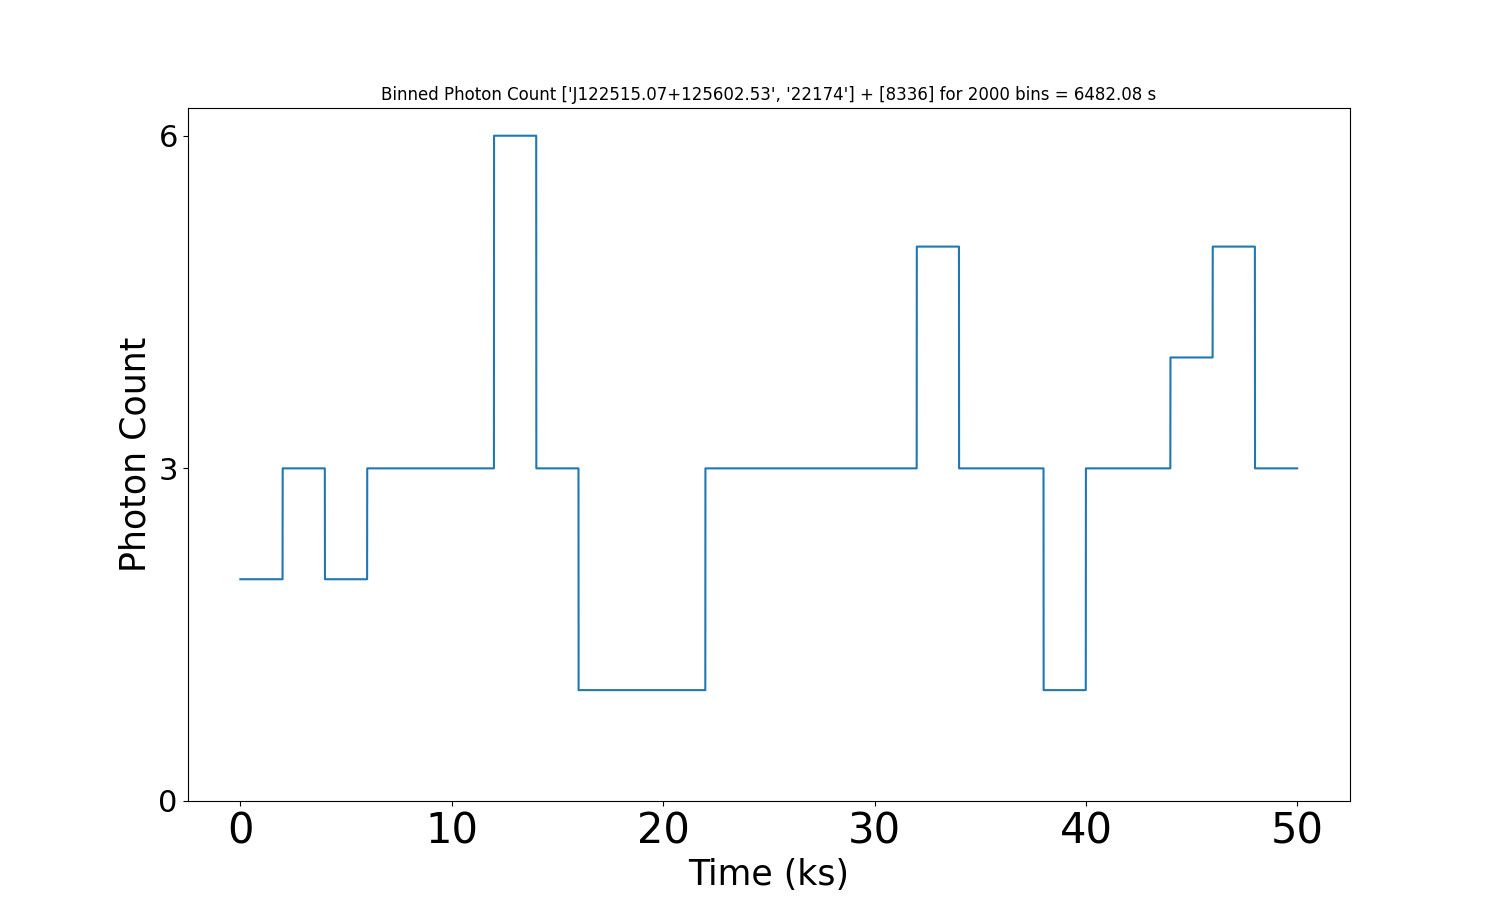 Binned Photon Count ['J122515.07+125602.53', '22174'] + [8336] for 2000 bins = 6482.08 s
6
3
0
Photon Count
0 10 20 30 40 50
Time (ks)